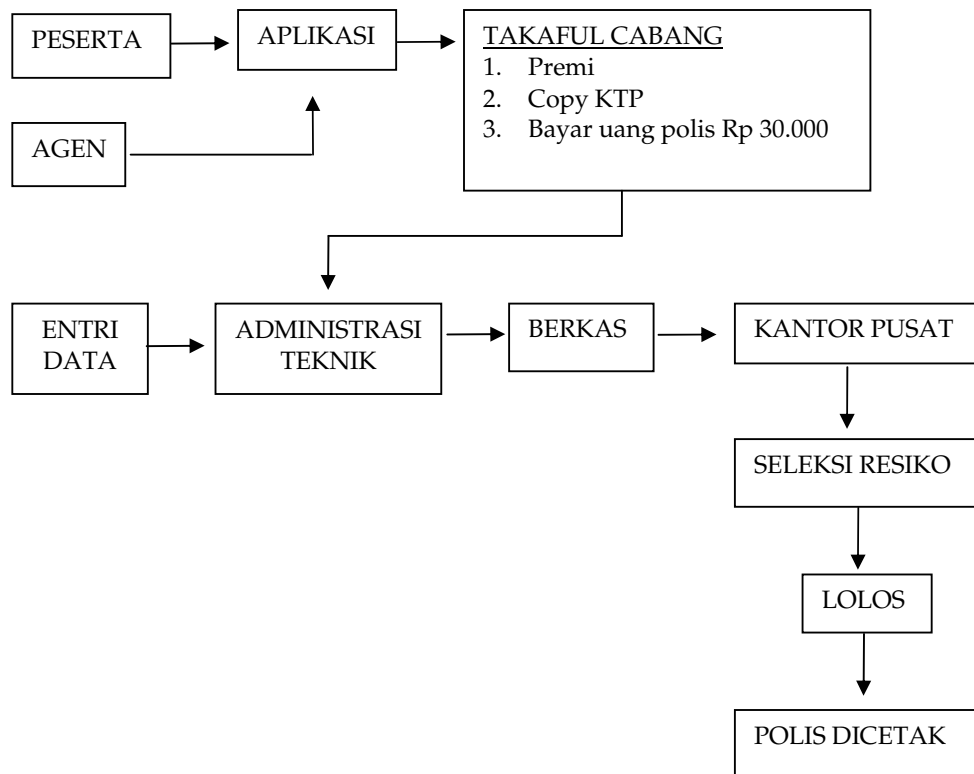 PESERTA
APLIKASI
TAKAFUL CABANG
1. Premi
2. Copy KTP
3. Bayar uang polis Rp 30.000
AGEN
ENTRI
DATA
ADMINISTRASI
TEKNIK
BERKAS
KANTOR PUSAT
SELEKSI RESIKO
LOLOS
POLIS DICETAK